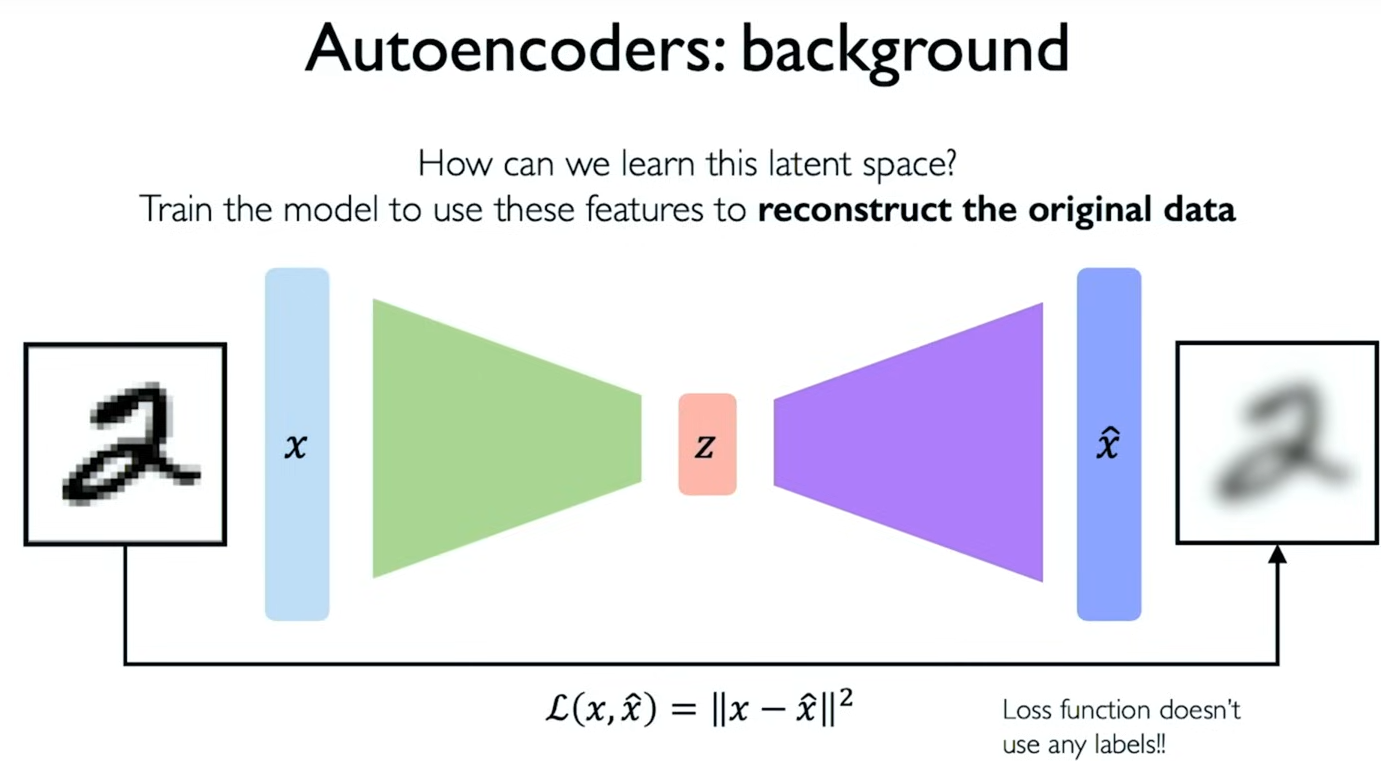 Autoencoders: background
How can we learn this latent space?
Train the model to use these features to reconstruct the original data
x
z
x̂
ℒ(x, x̂) = ‖x − x̂‖²
Loss function doesn't
use any labels!!